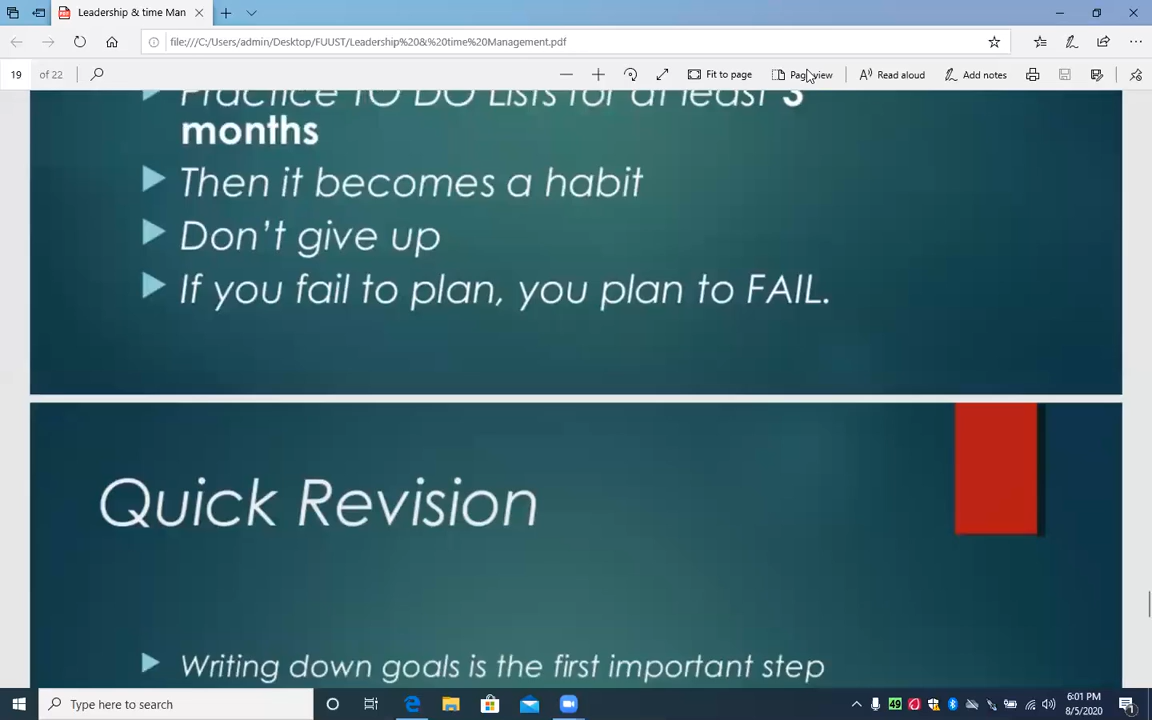 Leadership & time Man
file:///C:/Users/admin/Desktop/FUUST/Leadership%20&%20time%20Management.pdf
19 of 22
Fit to page
Page view
Read aloud
Add notes
Practice TO DO Lists for at least 3
months
Then it becomes a habit
Don't give up
If you fail to plan, you plan to FAIL.
Quick Revision
Writing down goals is the first important step
Type here to search
49
6:01 PM
8/5/2020
1